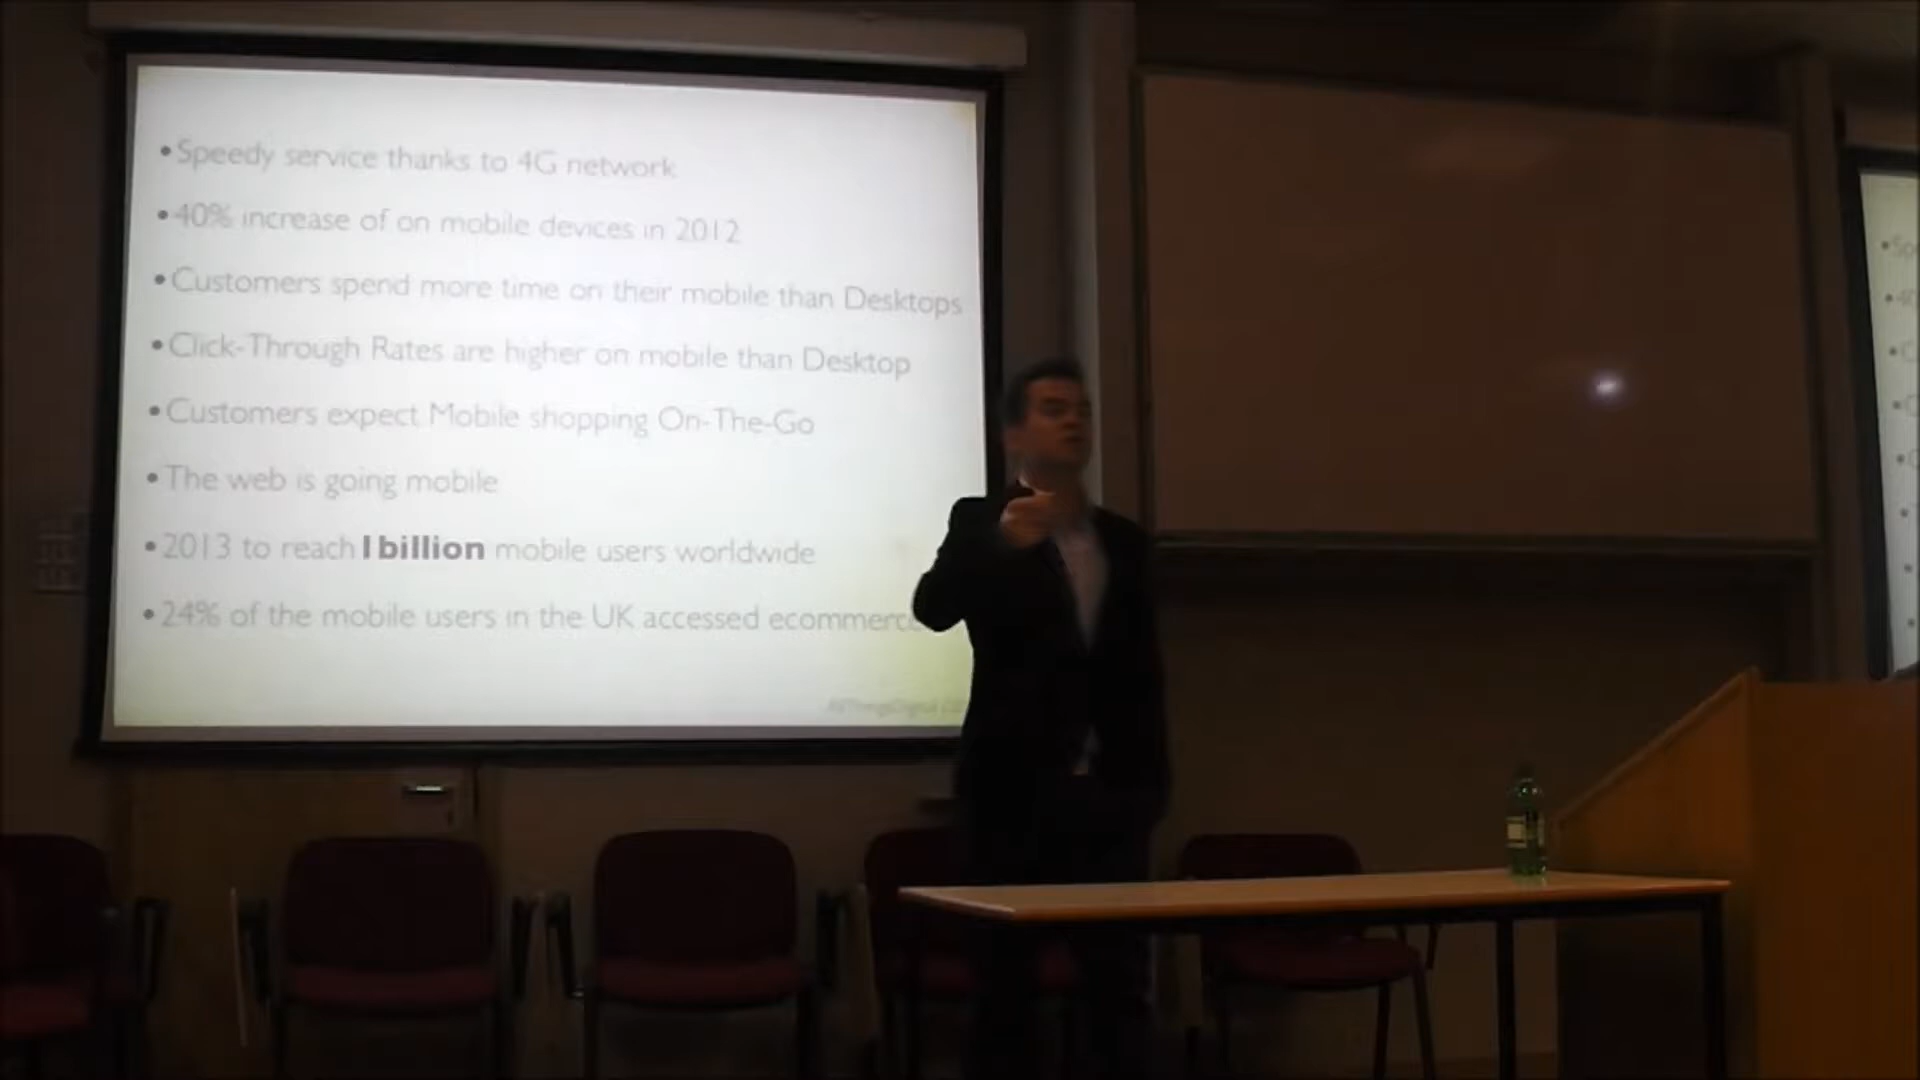 •Speedy service thanks to 4G network
•40% increase of on mobile devices in 2012
•Customers spend more time on their mobile than Desktops
•Click-Through Rates are higher on mobile than Desktop
•Customers expect Mobile shopping On-The-Go
•The web is going mobile
•2013 to reach 1 billion mobile users worldwide
•24% of the mobile users in the UK accessed ecommerce